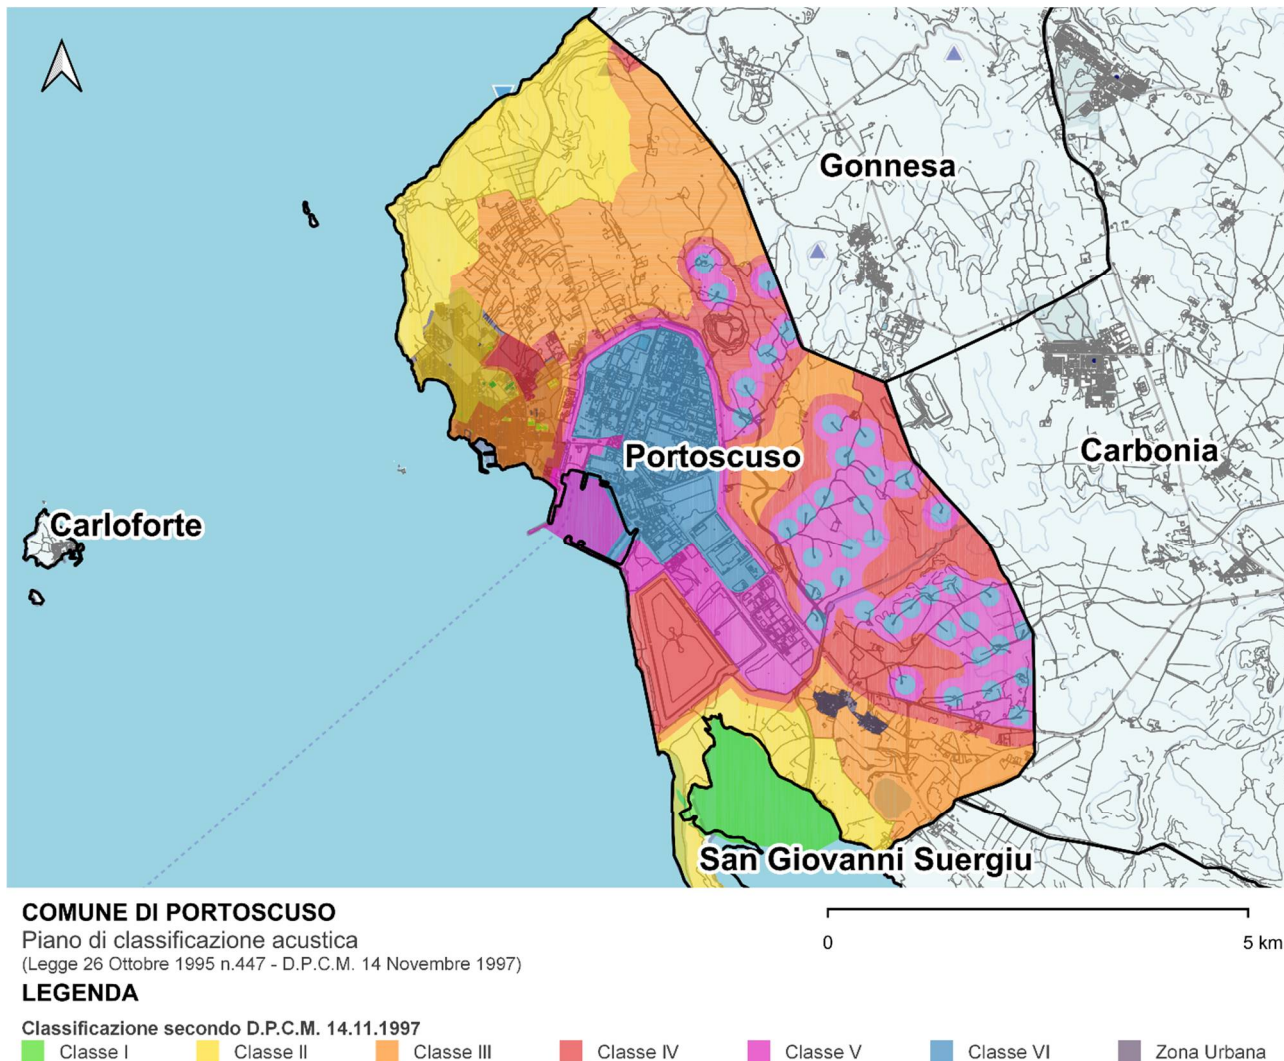 Gonnesa
Carbonia
Portoscuso
Carloforte
San Giovanni Suergiu
COMUNE DI PORTOSCUSO
Piano di classificazione acustica
(Legge 26 Ottobre 1995 n.447 - D.P.C.M. 14 Novembre 1997)
0
5 km
LEGENDA
Classificazione secondo D.P.C.M. 14.11.1997
Classe I
Classe II
Classe III
Classe IV
Classe V
Classe VI
Zona Urbana